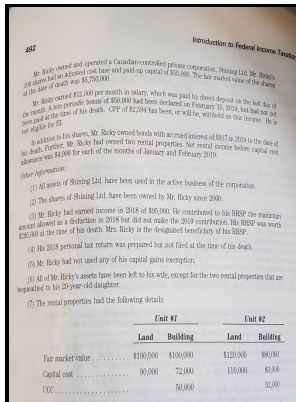 492
Introduction to Federal Income Taxation
Mr. Ricky owned and operated a Canadian-controlled private corporation, Shining Ltd. Mr. Ricky's
200 shares had an adjusted cost base and paid-up capital of $55,000. The fair market value of the shares
at the date of death was $5,750,000.
Mr. Ricky earned $12,000 per month in salary, which was paid by direct deposit on the last day of
the month. A non-periodic bonus of $50,000 had been declared on February 15, 2019, but had not yet
been paid at the time of his death. CPP of $2,594 has been, or will be, withheld on this income. He is
not eligible for EI.
In addition to his shares, Mr. Ricky owned bonds with accrued interest of $917 in 2019 to the date of
his death. Further, Mr. Ricky had owned two rental properties. Net rental income before capital cost
allowance was $4,000 for each of the months of January and February 2019.
Other Information:
(1) All assets of Shining Ltd. have been used in the active business of the corporation.
(2) The shares of Shining Ltd. have been owned by Mr. Ricky since 2006.
(3) Mr. Ricky had earned income in 2018 of $95,000. He contributed to his RRSP the maximum
amount allowed as a deduction in 2018 but did not make the 2019 contribution. His RRSP was worth
$295,000 at the time of his death. Mrs. Ricky is the designated beneficiary of his RRSP.
(4) His 2018 personal tax return was prepared but not filed at the time of his death.
(5) Mr. Ricky had not used any of his capital gains exemption.
(6) All of Mr. Ricky's assets have been left to his wife, except for the two rental properties that are
bequeathed to his 20-year-old daughter.
(7) The rental properties had the following details:
Unit #1 Unit #2
Land Building Land Building
Fair market value .......... $100,000 $100,000 $120,000 $80,000
Capital cost .............. 90,000 72,000 110,000
UCC .................... 50,000 52,000